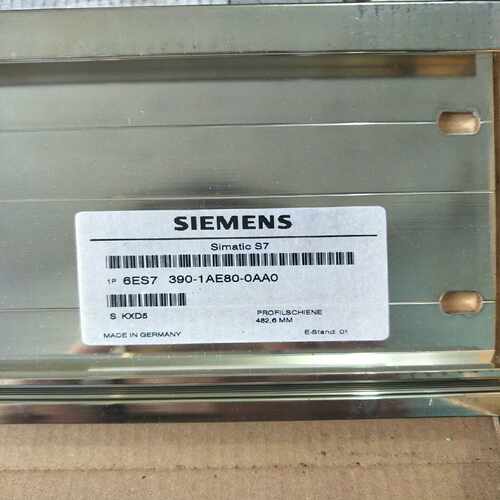 SIEMENS
Simatic S7
1P 6ES7 390-1AE80-0AA0
S KXD5 PROFILSCHIENE
482,6 MM
MADE IN GERMANY E-Stand: 01